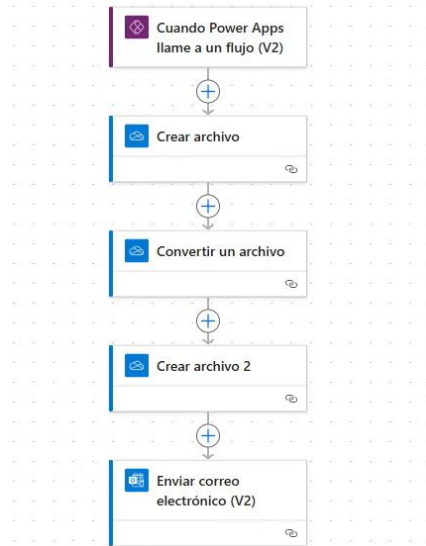 Cuando Power Apps
llame a un flujo (V2)
Crear archivo
Convertir un archivo
Crear archivo 2
Enviar correo
electrónico (V2)